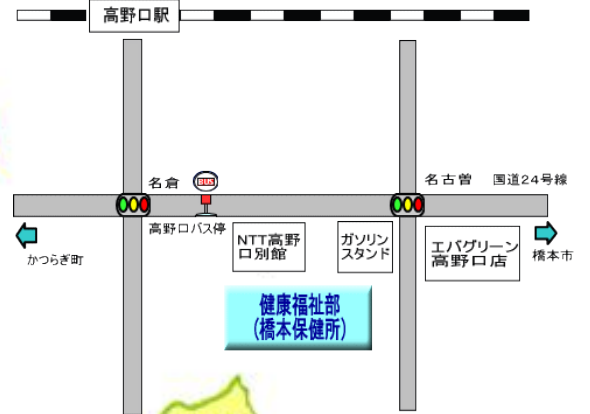 高野口駅
名倉
BUS
名古曽
国道24号線
高野口バス停
かつらぎ町
NTT高野
口別館
ガソリン
スタンド
エバグリーン
高野口店
橋本市
健康福祉部
(橋本保健所)